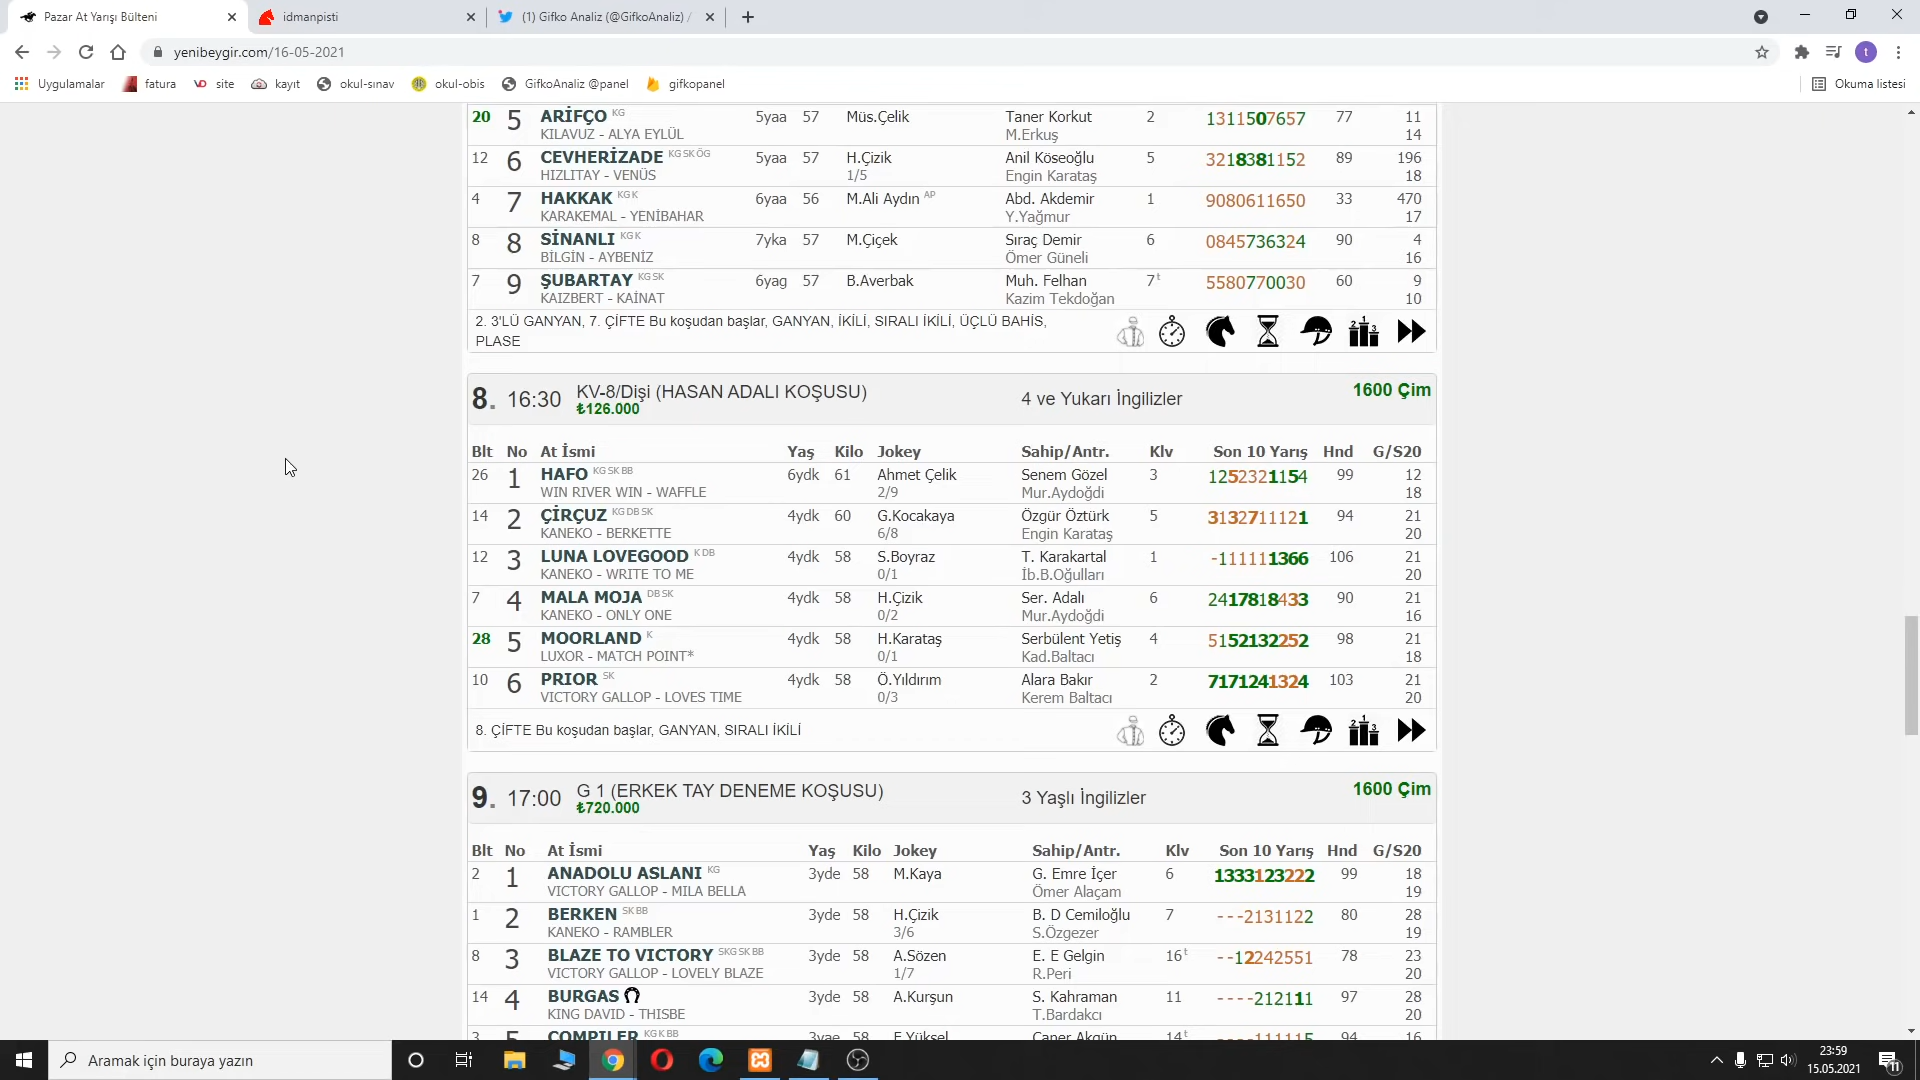 Pazar At Yarışı Bülteni
idmanpisti
(1) Gifko Analiz (@GifkoAnaliz) /
yenibeygir.com/16-05-2021
t
Uygulamalar
fatura
site
kayıt
okul-sınav
okul-obis
GifkoAnaliz @panel
gifkopanel
Okuma listesi
20 5 ARİFÇO KG 5yaa 57 Müs.Çelik Taner Korkut 2 1311507657 77 11
KILAVUZ - ALYA EYLÜL M.Erkuş 14
12 6 CEVHERİZADE KG SK ÖG 5yaa 57 H.Çizik Anil Köseoğlu 5 3218381152 89 196
HIZLITAY - VENÜS 1/5 Engin Karataş 18
4 7 HAKKAK KG K 6yaa 56 M.Ali Aydın AP Abd. Akdemir 1 9080611650 33 470
KARAKEMAL - YENİBAHAR Y.Yağmur 17
8 8 SİNANLI KG K 7yka 57 M.Çiçek Sıraç Demir 6 0845736324 90 4
BİLGİN - AYBENİZ Ömer Güneli 16
7 9 ŞUBARTAY KG SK 6yag 57 B.Averbak Muh. Felhan 7 t 5580770030 60 9
KAIZBERT - KAİNAT Kazim Tekdoğan 10
2. 3'LÜ GANYAN, 7. ÇİFTE Bu koşudan başlar, GANYAN, İKİLİ, SIRALI İKİLİ, ÜÇLÜ BAHİS,
PLASE
8. 16:30 KV-8/Dişi (HASAN ADALI KOŞUSU) 4 ve Yukarı İngilizler 1600 Çim
₺126.000
Blt No At İsmi Yaş Kilo Jokey Sahip/Antr. Klv Son 10 Yarış Hnd G/S20
26 1 HAFO KG SK BB 6ydk 61 Ahmet Çelik Senem Gözel 3 1252321154 99 12
WIN RIVER WIN - WAFFLE 2/9 Mur.Aydoğdi 18
14 2 ÇİRÇUZ KG DB SK 4ydk 60 G.Kocakaya Özgür Öztürk 5 3132711121 94 21
KANEKO - BERKETTE 6/8 Engin Karataş 20
12 3 LUNA LOVEGOOD K DB 4ydk 58 S.Boyraz T. Karakartal 1 -111111366 106 21
KANEKO - WRITE TO ME 0/1 İb.B.Oğulları 20
7 4 MALA MOJA DB SK 4ydk 58 H.Çizik Ser. Adalı 6 2417818433 90 21
KANEKO - ONLY ONE 0/2 Mur.Aydoğdi 16
28 5 MOORLAND K 4ydk 58 H.Karataş Serbülent Yetiş 4 5152132252 98 21
LUXOR - MATCH POINT* 0/1 Kad.Baltacı 18
10 6 PRIOR SK 4ydk 58 Ö.Yıldırım Alara Bakır 2 7171241324 103 21
VICTORY GALLOP - LOVES TIME 0/3 Kerem Baltacı 20
8. ÇİFTE Bu koşudan başlar, GANYAN, SIRALI İKİLİ
9. 17:00 G 1 (ERKEK TAY DENEME KOŞUSU) 3 Yaşlı İngilizler 1600 Çim
₺720.000
Blt No At İsmi Yaş Kilo Jokey Sahip/Antr. Klv Son 10 Yarış Hnd G/S20
2 1 ANADOLU ASLANI KG 3yde 58 M.Kaya G. Emre İçer 6 1333123222 99 18
VICTORY GALLOP - MILA BELLA Ömer Alaçam 19
1 2 BERKEN SK BB 3yde 58 H.Çizik B. D Cemiloğlu 7 ---2131122 80 28
KANEKO - RAMBLER 3/6 S.Özgezer 19
8 3 BLAZE TO VICTORY SKG SK BB 3yde 58 A.Sözen E. E Gelgin 16 t --12242551 78 23
VICTORY GALLOP - LOVELY BLAZE 1/7 R.Peri 20
14 4 BURGAS 3yde 58 A.Kurşun S. Kahraman 11 ----212111 97 28
KING DAVID - THISBE T.Bardakcı 20
3 5 COMPILER KG K BB 3yae 58 F.Yüksel Caner Akgün 14 t ----111115 94 16
Aramak için buraya yazın
23:59
15.05.2021
11